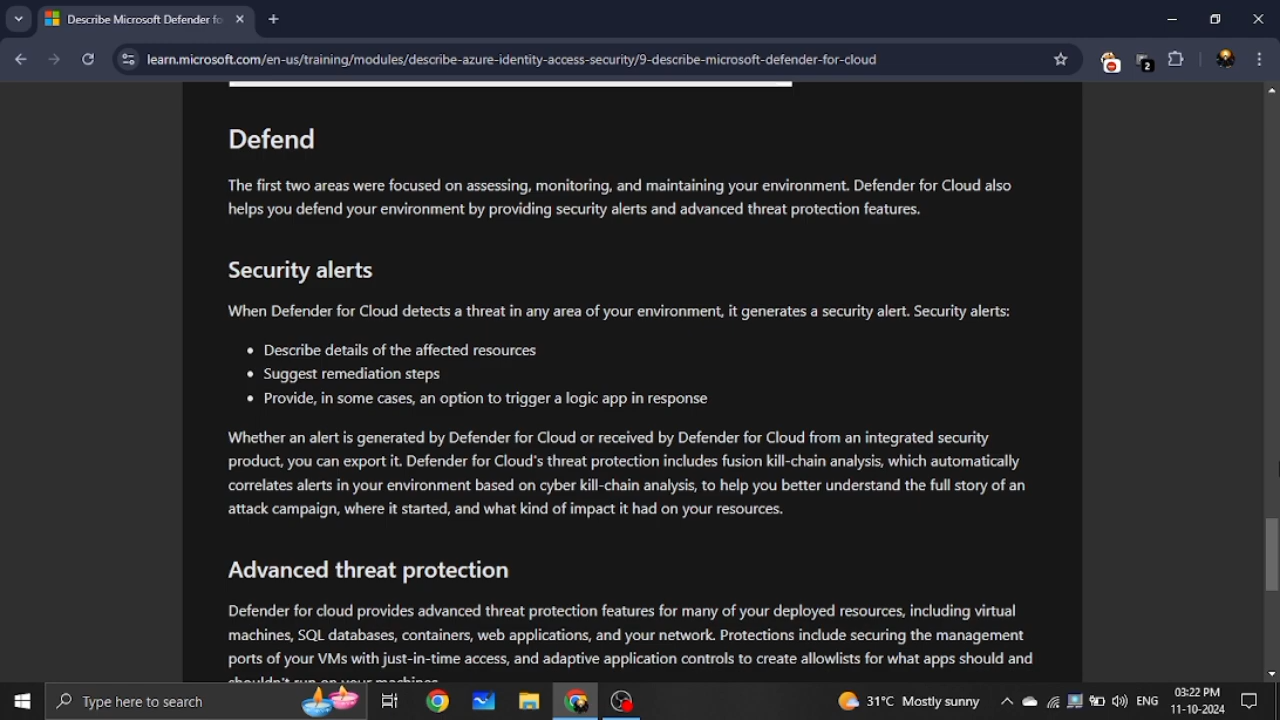 Describe Microsoft Defender fo
learn.microsoft.com/en-us/training/modules/describe-azure-identity-access-security/9-describe-microsoft-defender-for-cloud
2
Defend
The first two areas were focused on assessing, monitoring, and maintaining your environment. Defender for Cloud also
helps you defend your environment by providing security alerts and advanced threat protection features.
Security alerts
When Defender for Cloud detects a threat in any area of your environment, it generates a security alert. Security alerts:
• Describe details of the affected resources
• Suggest remediation steps
• Provide, in some cases, an option to trigger a logic app in response
Whether an alert is generated by Defender for Cloud or received by Defender for Cloud from an integrated security
product, you can export it. Defender for Cloud's threat protection includes fusion kill-chain analysis, which automatically
correlates alerts in your environment based on cyber kill-chain analysis, to help you better understand the full story of an
attack campaign, where it started, and what kind of impact it had on your resources.
Advanced threat protection
Defender for cloud provides advanced threat protection features for many of your deployed resources, including virtual
machines, SQL databases, containers, web applications, and your network. Protections include securing the management
ports of your VMs with just-in-time access, and adaptive application controls to create allowlists for what apps should and
shouldn't run on your machines.
Type here to search
31°C Mostly sunny
ENG
03:22 PM
11-10-2024